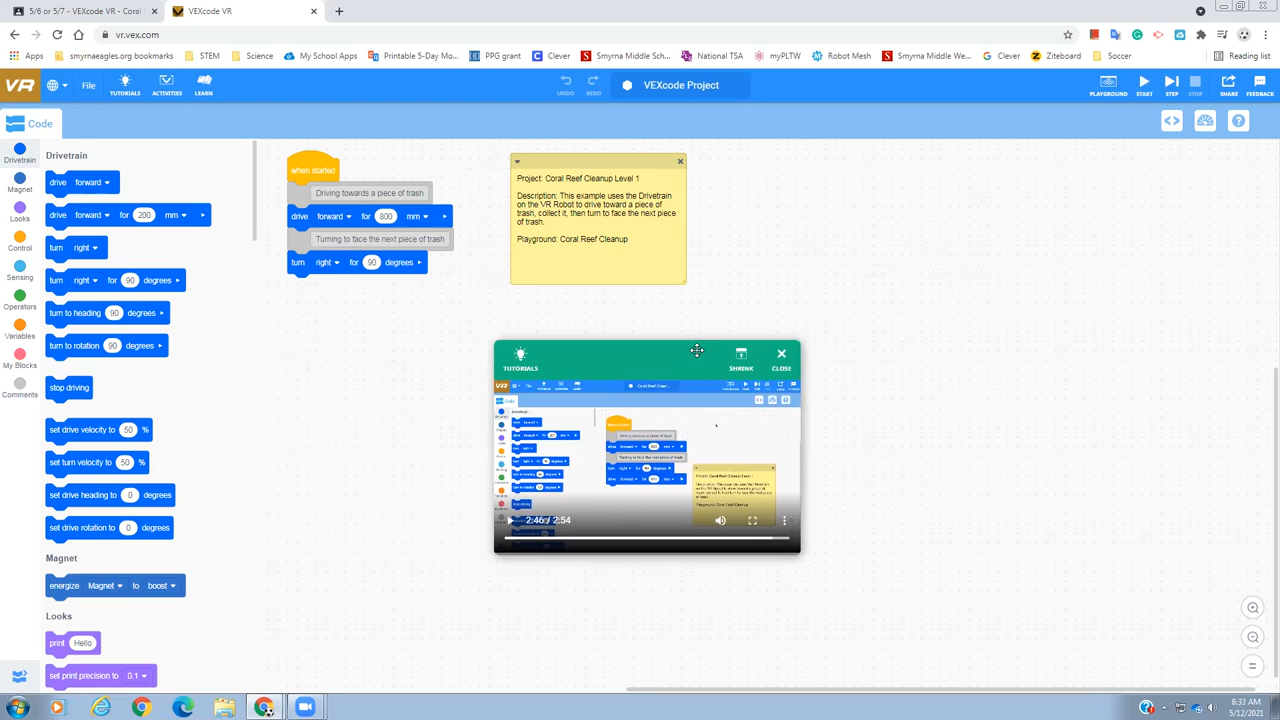 5/6 or 5/7 - VEXcode VR - Coral
VEXcode VR
vr.vex.com
Apps
smyrnaeagles.org bookmarks
STEM
Science
My School Apps
Printable 5-Day Mo...
PPG grant
Clever
Smyrna Middle Sch...
National TSA
myPLTW
Robot Mesh
Smyrna Middle We...
Clever
Ziteboard
Soccer
Reading list
VR
File
TUTORIALS
ACTIVITIES
LEARN
UNDO
REDO
VEXcode Project
PLAYGROUND
START
STEP
STOP
SHARE
FEEDBACK
Code
Drivetrain
Magnet
Looks
Control
Sensing
Operators
Variables
My Blocks
Comments
Drivetrain
drive forward
drive forward for 200 mm
turn right
turn right for 90 degrees
turn to heading 90 degrees
turn to rotation 90 degrees
stop driving
set drive velocity to 50 %
set turn velocity to 50 %
set drive heading to 0 degrees
set drive rotation to 0 degrees
Magnet
energize Magnet to boost
Looks
print Hello
set print precision to 0.1
when started
Driving towards a piece of trash
drive forward for 800 mm
Turning to face the next piece of trash
turn right for 90 degrees
Project: Coral Reef Cleanup Level 1
Description: This example uses the Drivetrain
on the VR Robot to drive toward a piece of
trash, collect it, then turn to face the next piece
of trash.
Playground: Coral Reef Cleanup
TUTORIALS
SHRINK
CLOSE
2:46 / 2:54
8:33 AM
5/12/2021